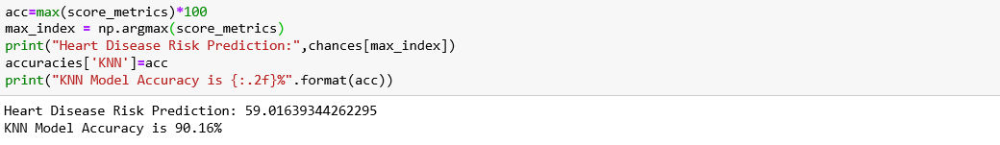 acc=max(score_metrics)*100
max_index = np.argmax(score_metrics)
print("Heart Disease Risk Prediction:",chances[max_index])
accuracies['KNN']=acc
print("KNN Model Accuracy is {:.2f}%".format(acc))
Heart Disease Risk Prediction: 59.01639344262295
KNN Model Accuracy is 90.16%